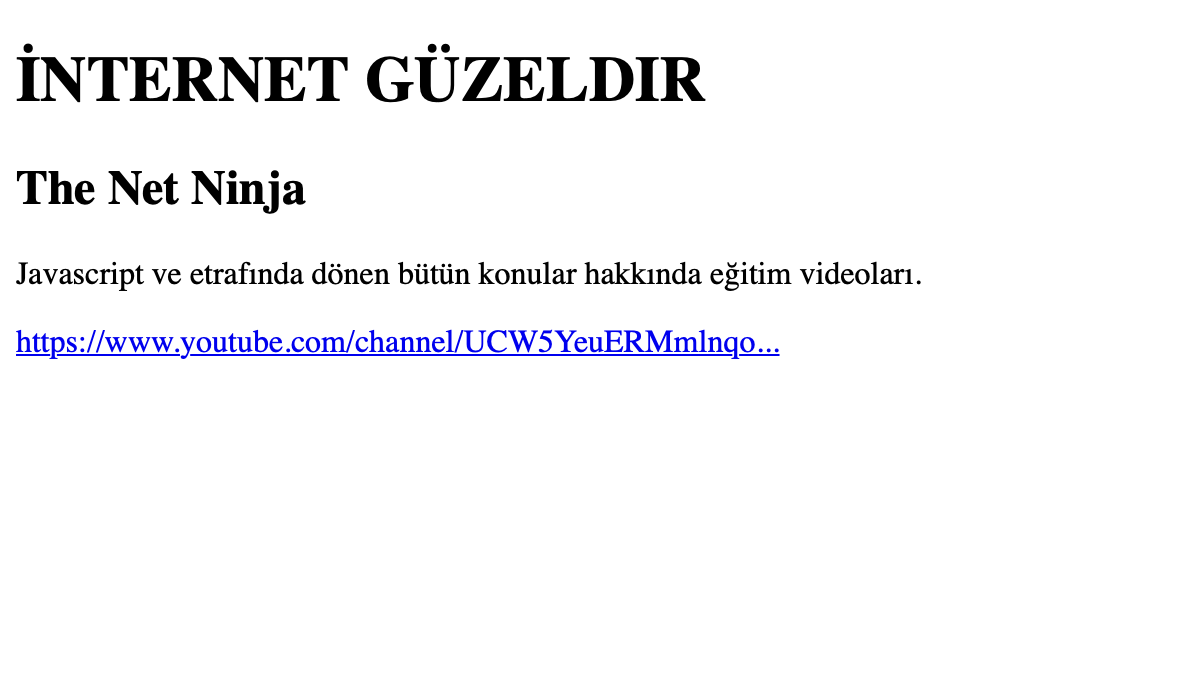 İNTERNET GÜZELDIR
The Net Ninja
Javascript ve etrafında dönen bütün konular hakkında eğitim videoları.
https://www.youtube.com/channel/UCW5YeuERMmlnqo...